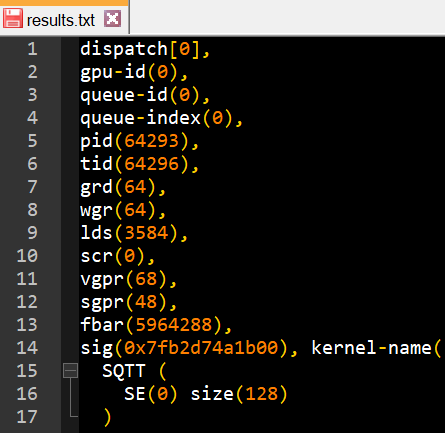 results.txt
1 dispatch[0],
2 gpu-id(0),
3 queue-id(0),
4 queue-index(0),
5 pid(64293),
6 tid(64296),
7 grd(64),
8 wgr(64),
9 lds(3584),
10 scr(0),
11 vgpr(68),
12 sgpr(48),
13 fbar(5964288),
14 sig(0x7fb2d74a1b00), kernel-name(
15 SQTT (
16 SE(0) size(128)
17 )